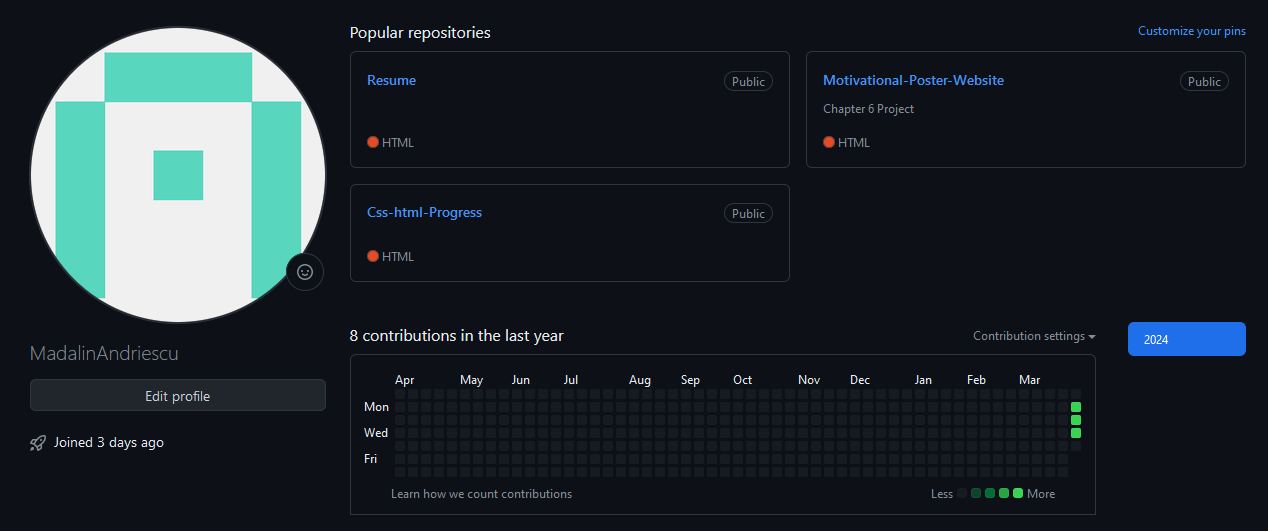 Popular repositories
Customize your pins
Resume
Public
HTML
Motivational-Poster-Website
Public
Chapter 6 Project
HTML
Css-html-Progress
Public
HTML
MadalinAndriescu
Edit profile
Joined 3 days ago
8 contributions in the last year
Contribution settings
2024
Apr May Jun Jul Aug Sep Oct Nov Dec Jan Feb Mar
Mon
Wed
Fri
Learn how we count contributions
Less More